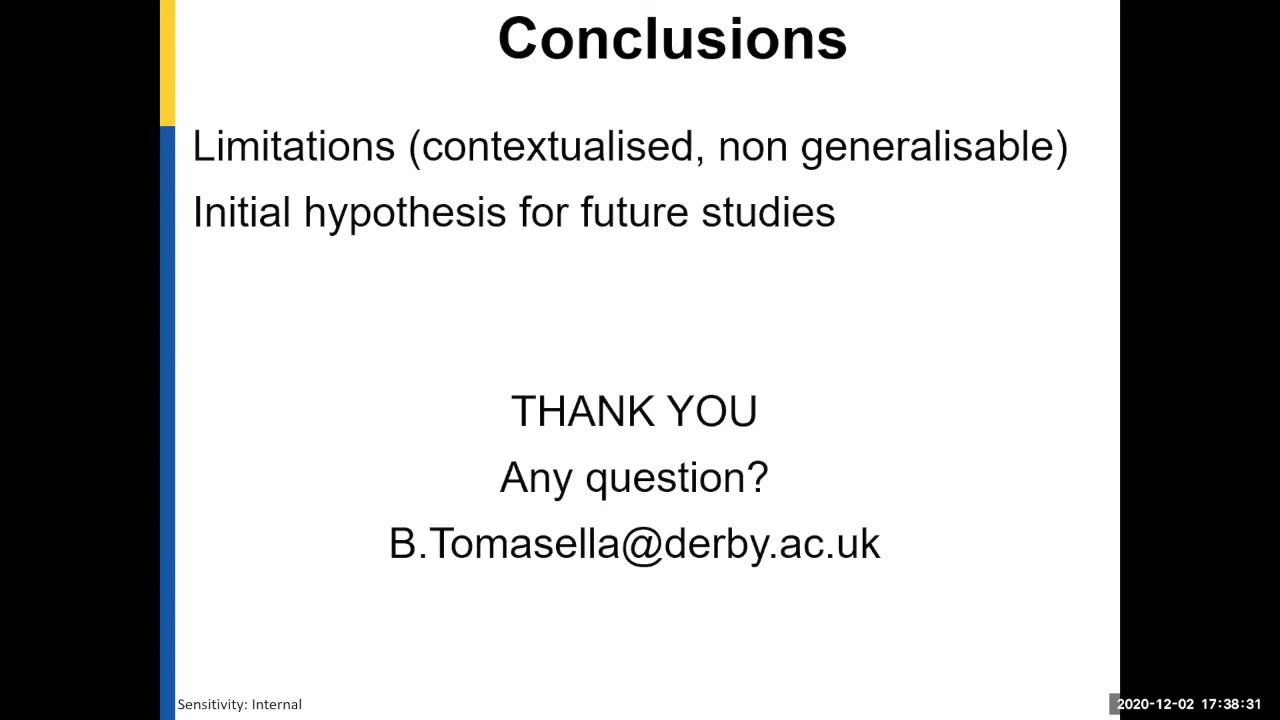 Conclusions
Limitations (contextualised, non generalisable)
Initial hypothesis for future studies
THANK YOU
Any question?
B.Tomasella@derby.ac.uk
Sensitivity: Internal
2020-12-02 17:38:31